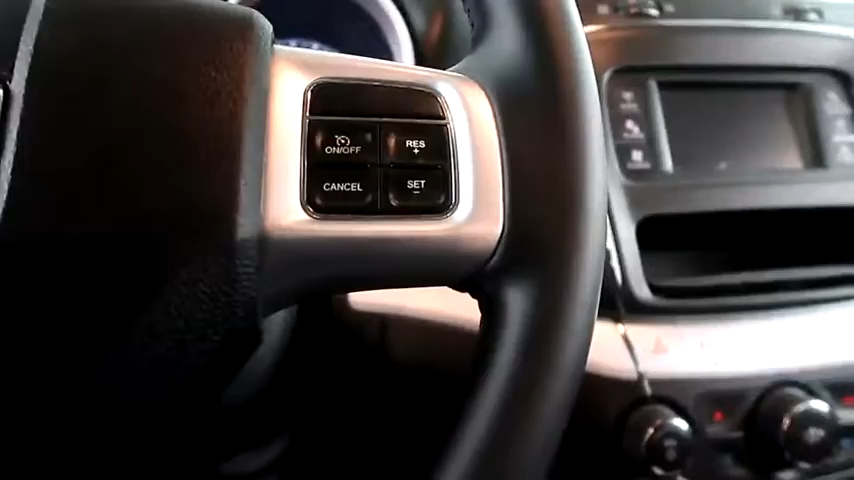 ON/OFF
RES
+
CANCEL
SET
-